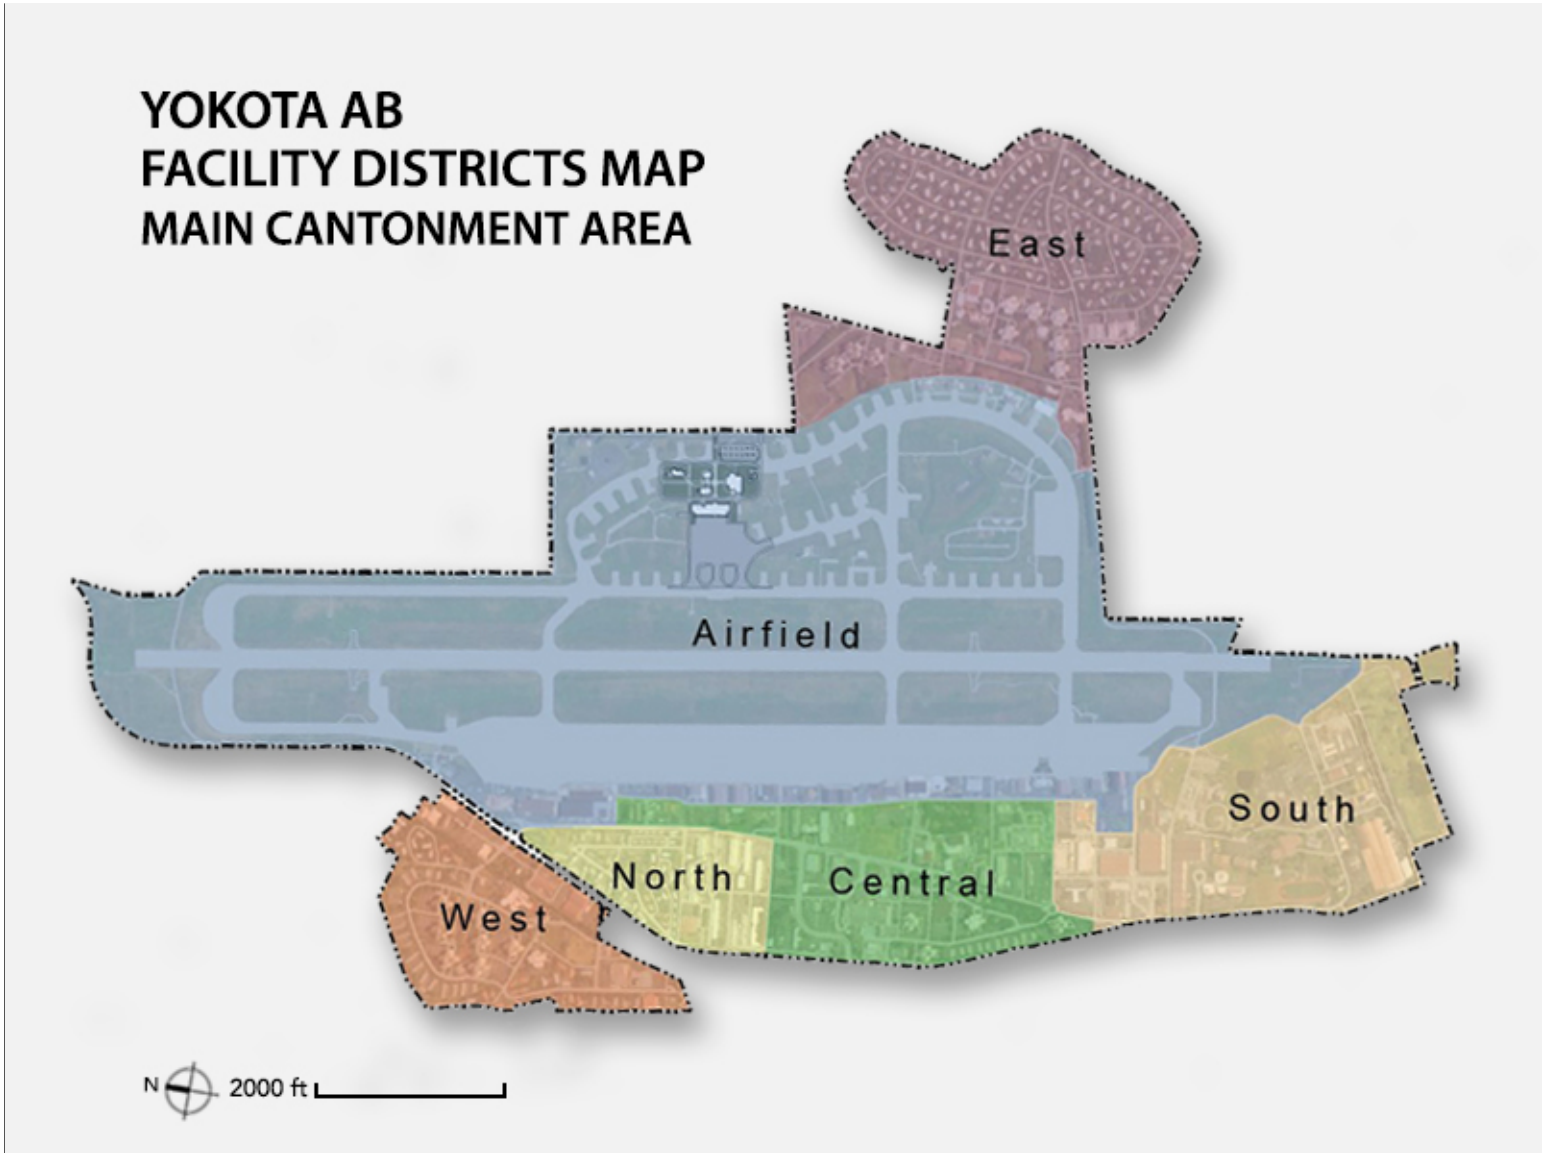 YOKOTA AB
FACILITY DISTRICTS MAP
MAIN CANTONMENT AREA
East
Airfield
South
North
Central
West
N
2000 ft